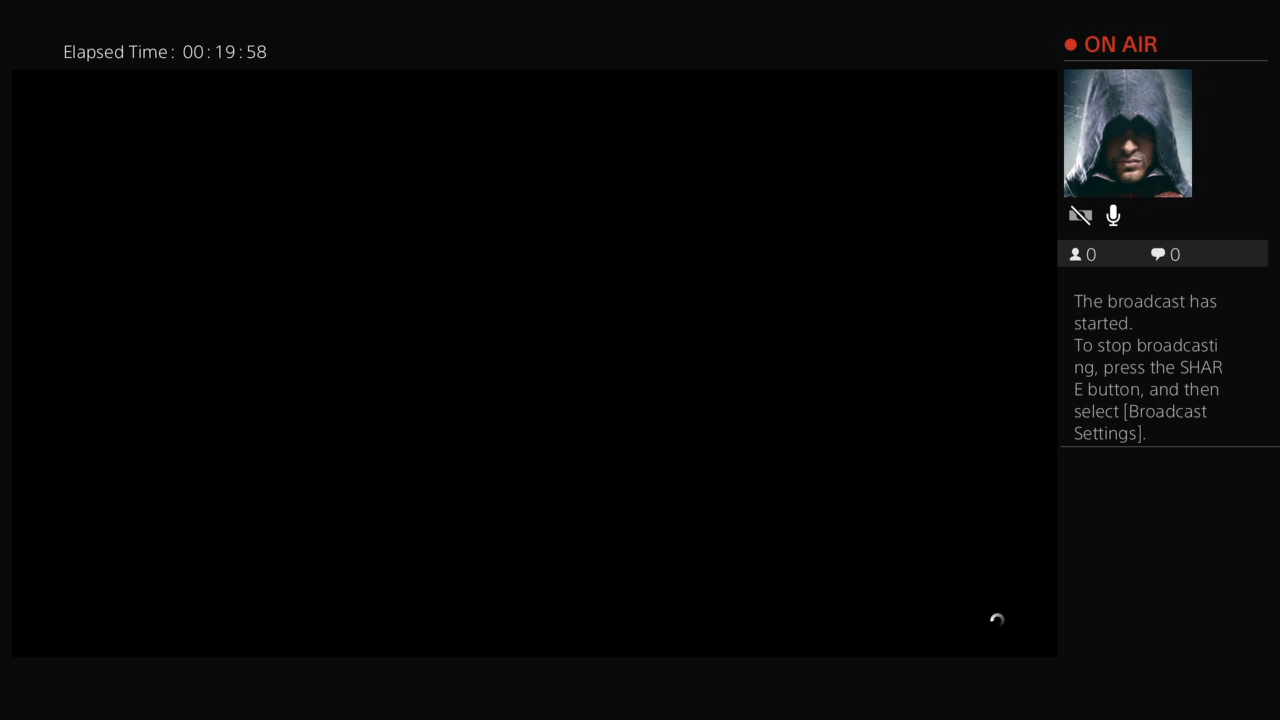 Elapsed Time: 00:19:58
ON AIR
0 0
The broadcast has
started.
To stop broadcasti
ng, press the SHAR
E button, and then
select [Broadcast
Settings].